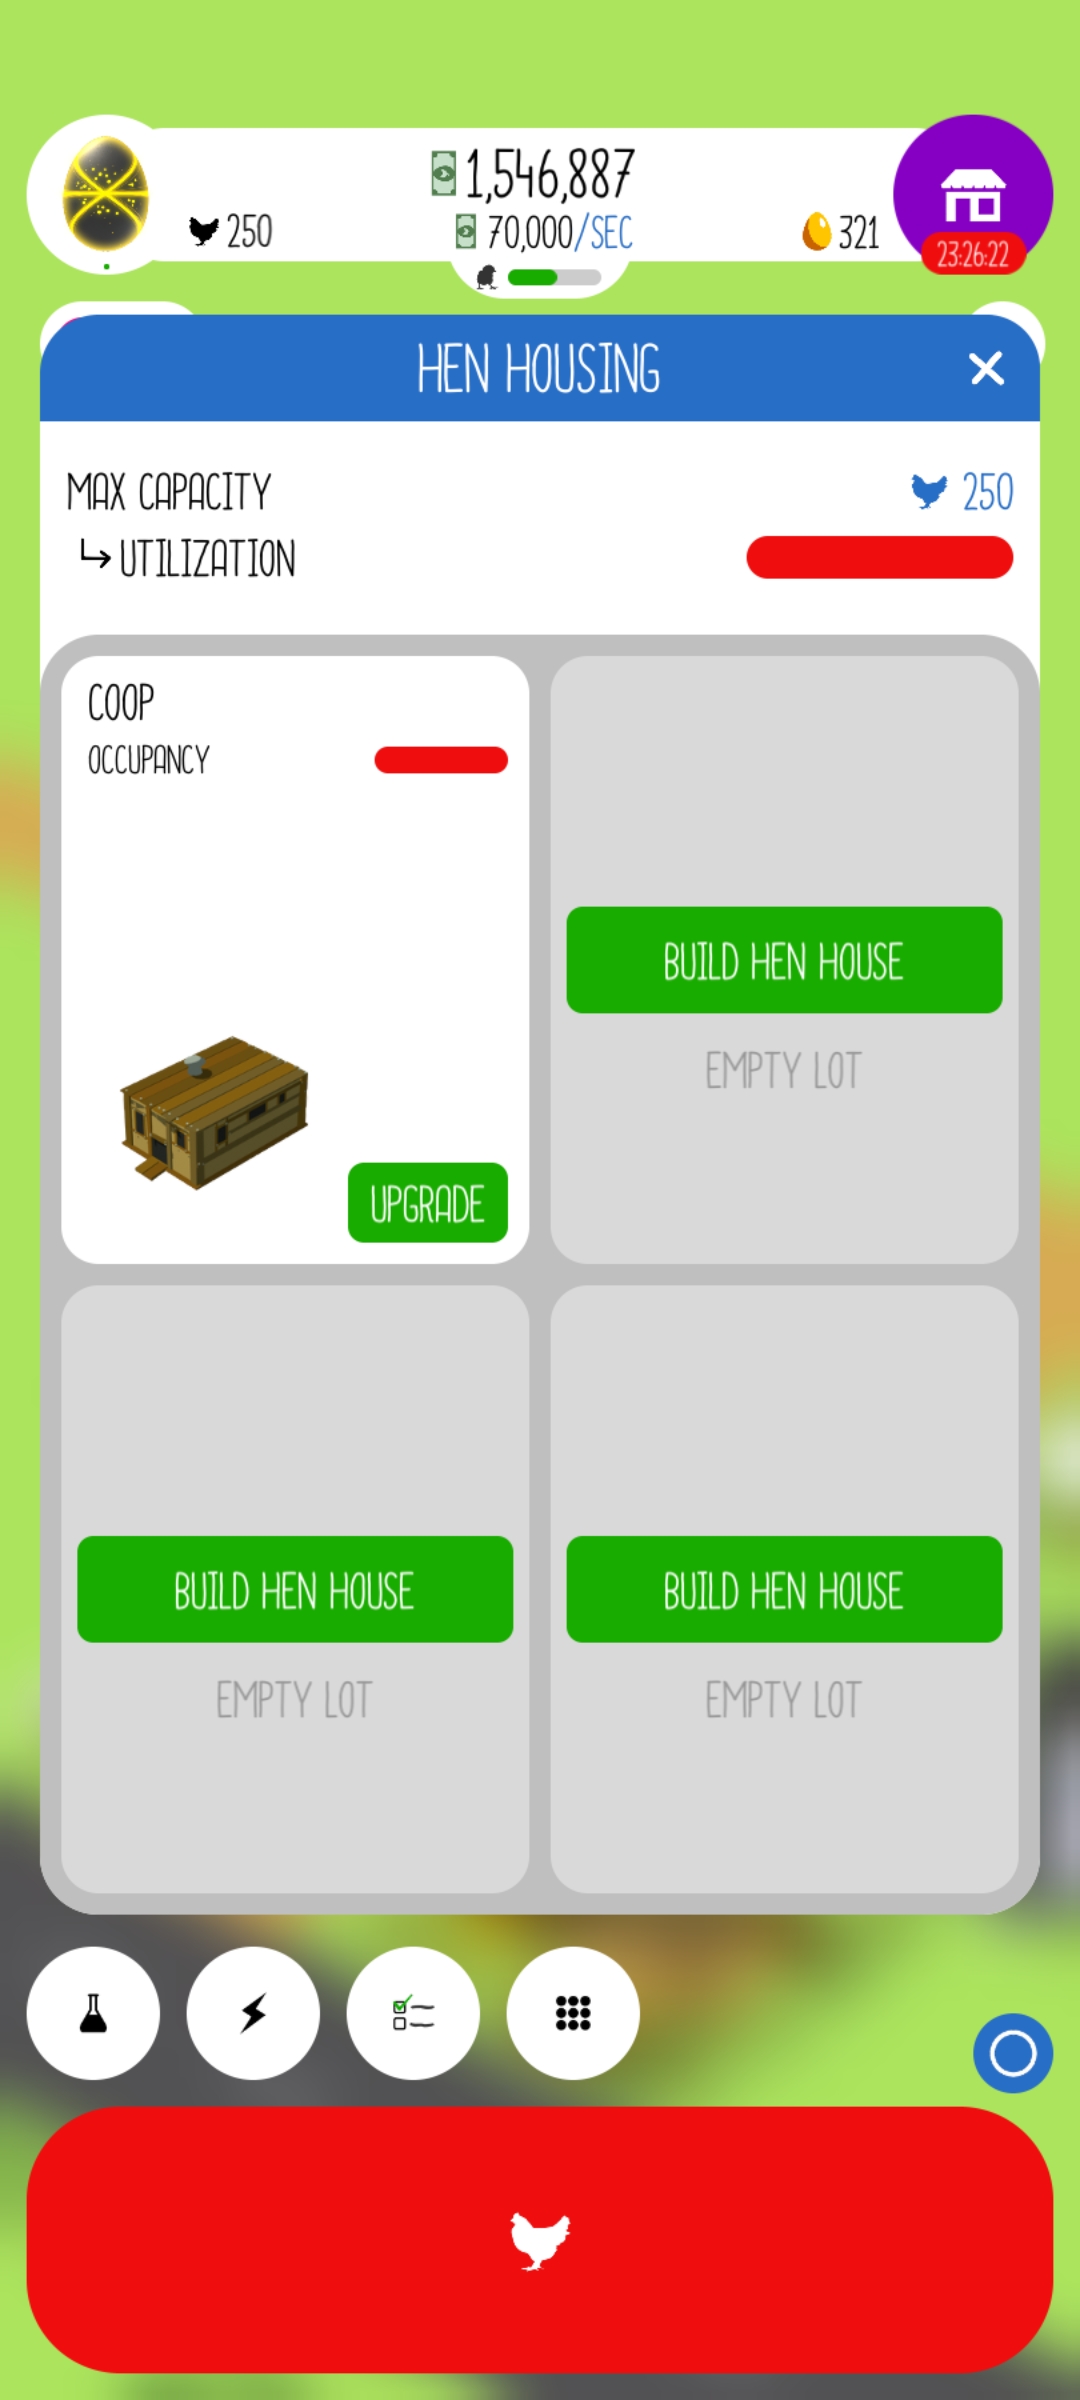 1,546,887
250
70,000/SEC
321
23:26:22
HEN HOUSING
MAX CAPACITY
250
UTILIZATION
COOP
OCCUPANCY
UPGRADE
BUILD HEN HOUSE
EMPTY LOT
BUILD HEN HOUSE
EMPTY LOT
BUILD HEN HOUSE
EMPTY LOT